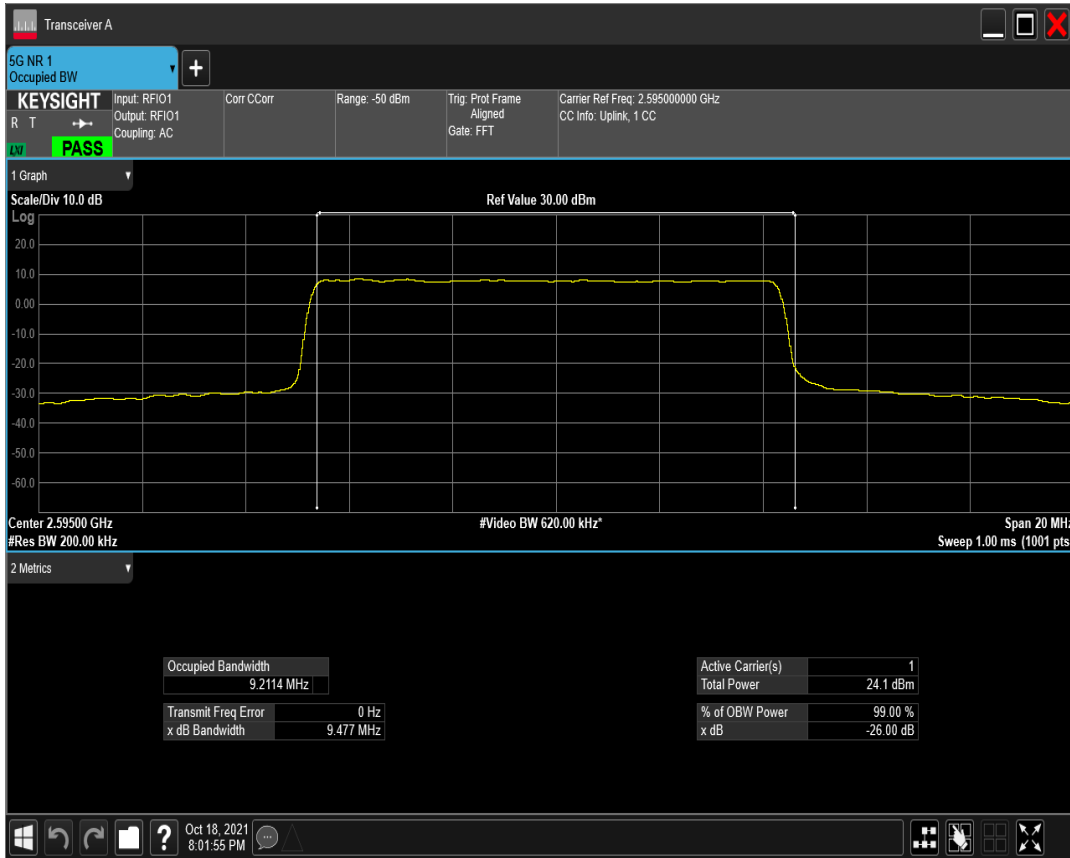 Transceiver A
5G NR 1
Occupied BW
KEYSIGHT
R T
LXI
PASS
Input: RFIO1
Output: RFIO1
Coupling: AC
Corr CCorr
Range: -50 dBm
Trig: Prot Frame
Aligned
Gate: FFT
Carrier Ref Freq: 2.595000000 GHz
CC Info: Uplink, 1 CC
1 Graph
Scale/Div 10.0 dB
Ref Value 30.00 dBm
Log
20.0
10.0
0.00
-10.0
-20.0
-30.0
-40.0
-50.0
-60.0
Center 2.59500 GHz
#Video BW 620.00 kHz*
Span 20 MHz
#Res BW 200.00 kHz
Sweep 1.00 ms (1001 pts
2 Metrics
Occupied Bandwidth
9.2114 MHz
Transmit Freq Error 0 Hz
x dB Bandwidth 9.477 MHz
Active Carrier(s) 1
Total Power 24.1 dBm
% of OBW Power 99.00 %
x dB -26.00 dB
?
Oct 18, 2021
8:01:55 PM